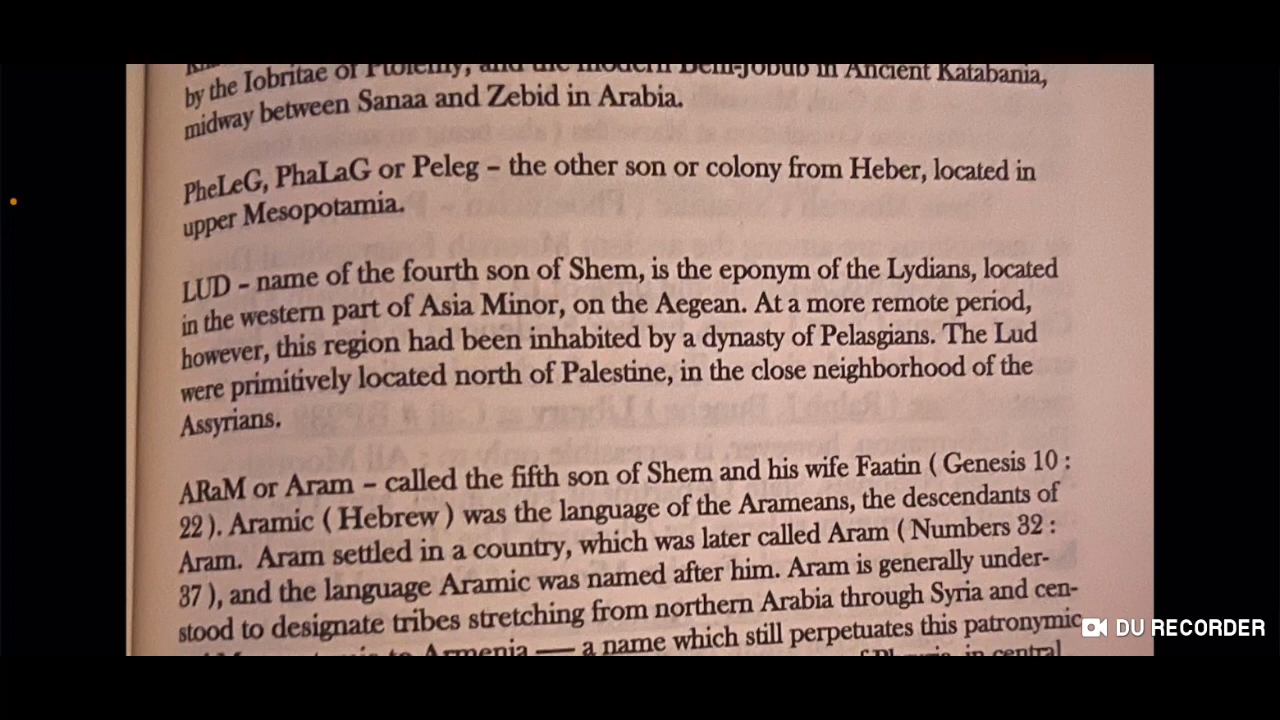 by the Iobritae of Ptolemy, and the modern Beni-Jobub in Ancient Katabania,
midway between Sanaa and Zebid in Arabia.
PheLeG, PhaLaG or Peleg – the other son or colony from Heber, located in
upper Mesopotamia.
LUD – name of the fourth son of Shem, is the eponym of the Lydians, located
in the western part of Asia Minor, on the Aegean. At a more remote period,
however, this region had been inhabited by a dynasty of Pelasgians. The Lud
were primitively located north of Palestine, in the close neighborhood of the
Assyrians.
ARaM or Aram – called the fifth son of Shem and his wife Faatin ( Genesis 10 :
22 ). Aramic ( Hebrew ) was the language of the Arameans, the descendants of
Aram. Aram settled in a country, which was later called Aram ( Numbers 32 :
37 ), and the language Aramic was named after him. Aram is generally under-
stood to designate tribes stretching from northern Arabia through Syria and cen-
to Armenia — a name which still perpetuates this patronymic
in central
DU RECORDER